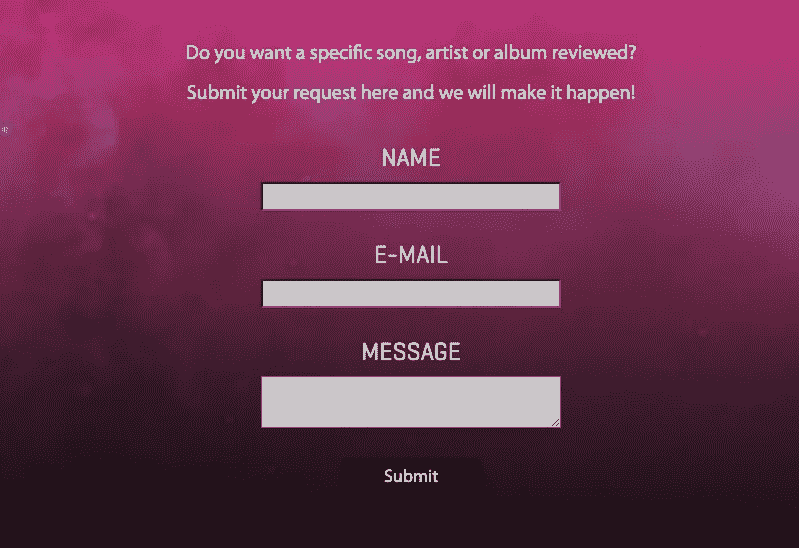 Do you want a specific song, artist or album reviewed?
Submit your request here and we will make it happen!
NAME
E-MAIL
MESSAGE
Submit